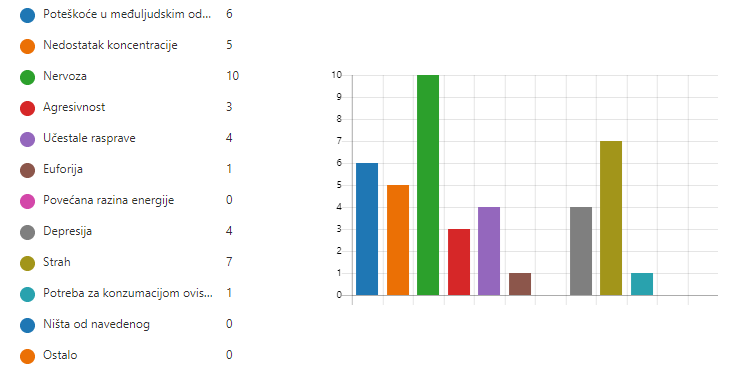 Poteškoće u međuljudskim od... 6
Nedostatak koncentracije 5
Nervoza 10
Agresivnost 3
Učestale rasprave 4
Euforija 1
Povećana razina energije 0
Depresija 4
Strah 7
Potreba za konzumacijom ovis... 1
Ništa od navedenog 0
Ostalo 0
10
9
8
7
6
5
4
3
2
1
0